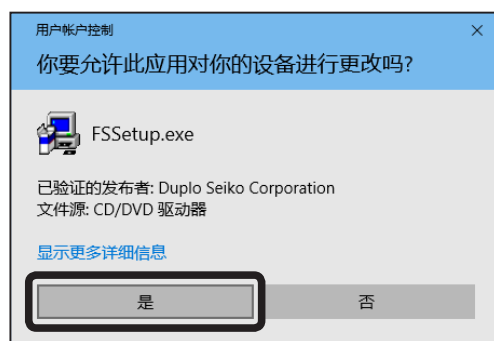 用户帐户控制
你要允许此应用对你的设备进行更改吗?
FSSetup.exe
已验证的发布者: Duplo Seiko Corporation
文件源: CD/DVD 驱动器
显示更多详细信息
是
否